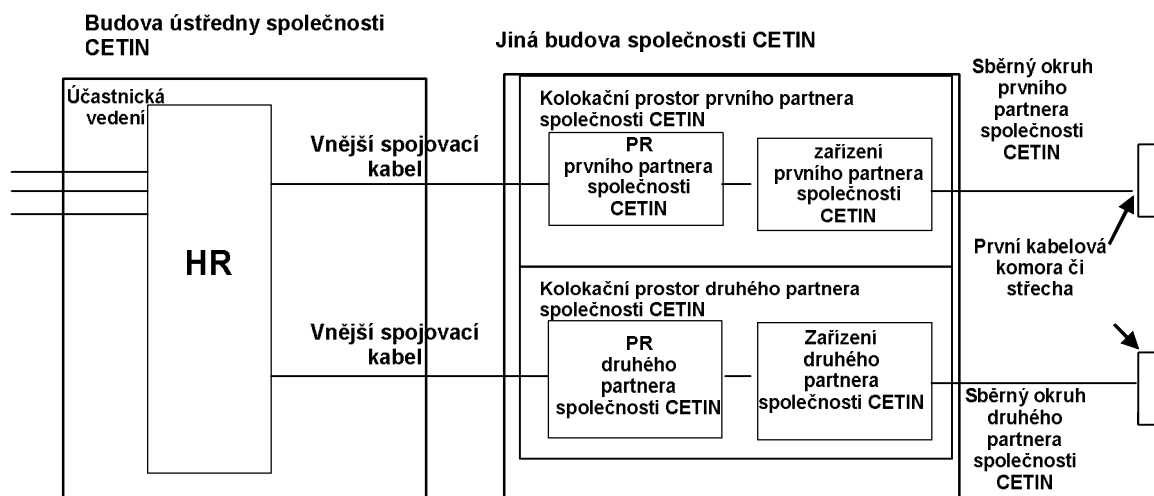 Budova ústředny společnosti
CETIN
Jiná budova společnosti CETIN
Účastnická
vedení
HR
Vnější spojovací
kabel
Vnější spojovací
kabel
Kolokační prostor prvního partnera
společnosti CETIN
PR
prvního partnera
společnosti
CETIN
zařízení
prvního partnera
společnosti
CETIN
Kolokační prostor druhého partnera
společnosti CETIN
PR
druhého
partnera
společnosti CETIN
Zařízení
druhého
partnera
společnosti CETIN
Sběrný okruh
prvního
partnera
společnosti
CETIN
První kabelová
komora či
střecha
Sběrný okruh
druhého
partnera
společnosti
CETIN